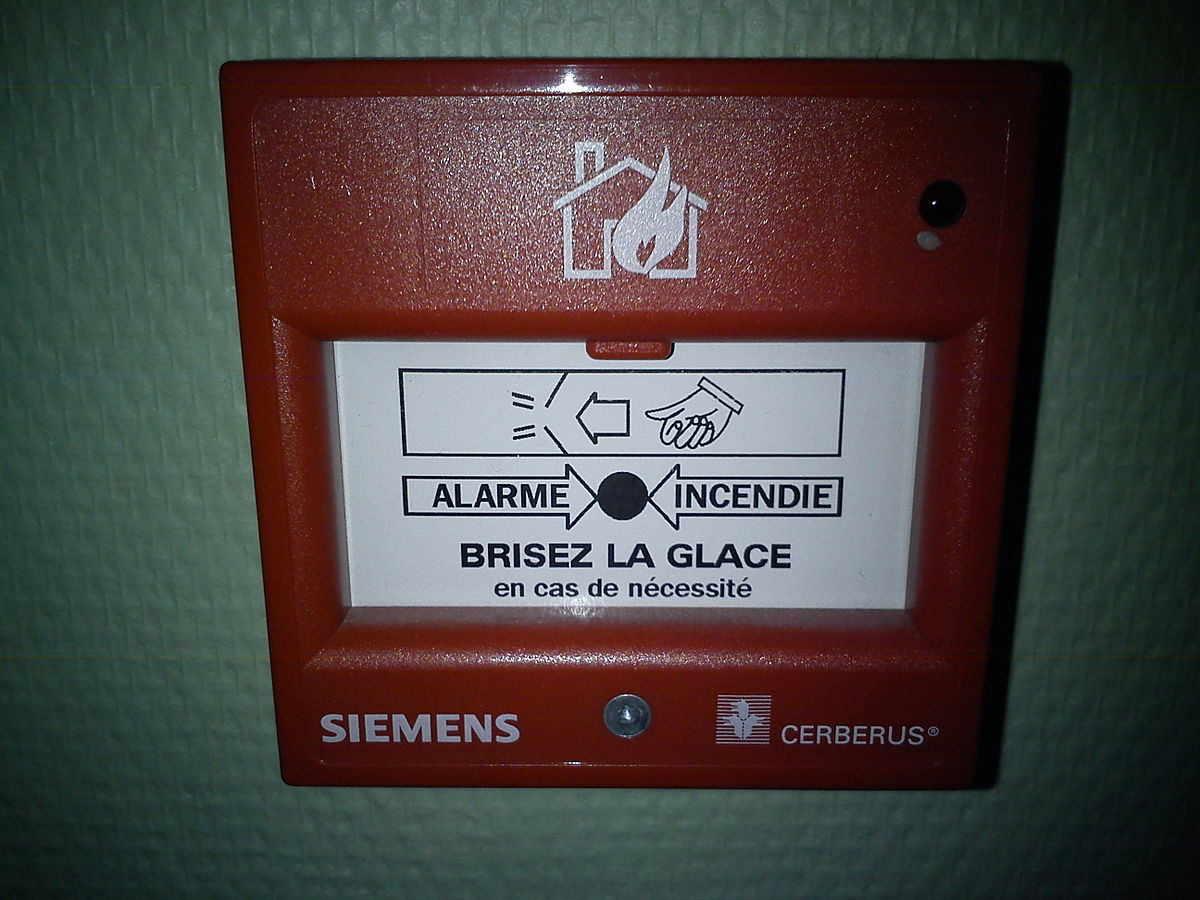 ALARME INCENDIE
BRISEZ LA GLACE
en cas de nécessité
SIEMENS CERBERUS®